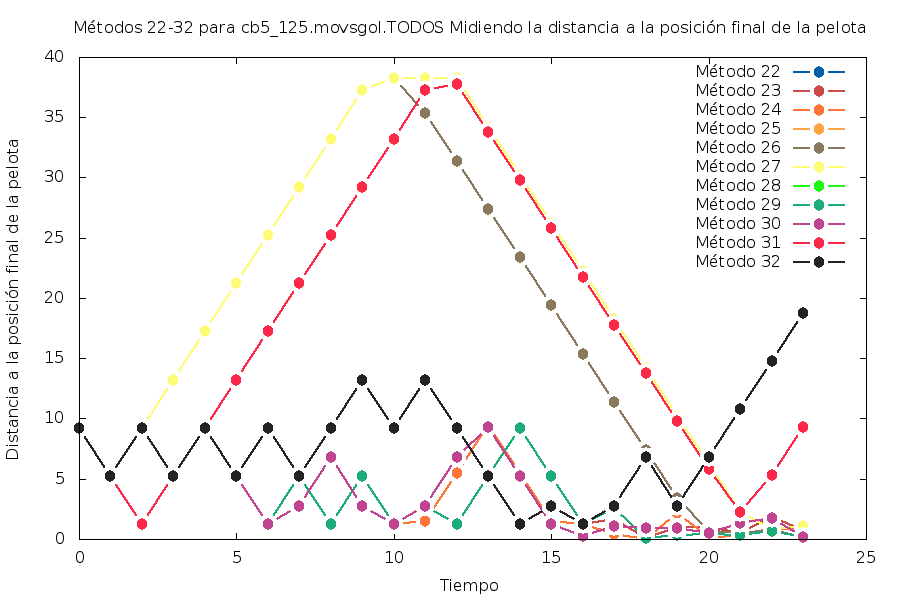 Métodos 22-32 para cb5_125.movsgol.TODOS Midiendo la distancia a la posición final de la pelota
Distancia a la posición final de la pelota
40
35
30
25
20
15
10
5
0
Método 22
Método 23
Método 24
Método 25
Método 26
Método 27
Método 28
Método 29
Método 30
Método 31
Método 32
0 5 10 15 20 25
Tiempo